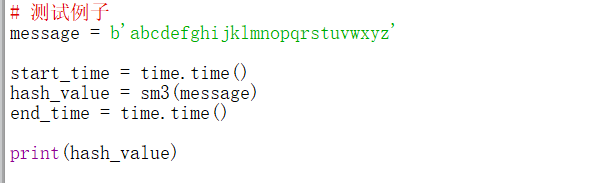 # 测试例子
message = b'abcdefghijklmnopqrstuvwxyz'
start_time = time.time()
hash_value = sm3(message)
end_time = time.time()
print(hash_value)